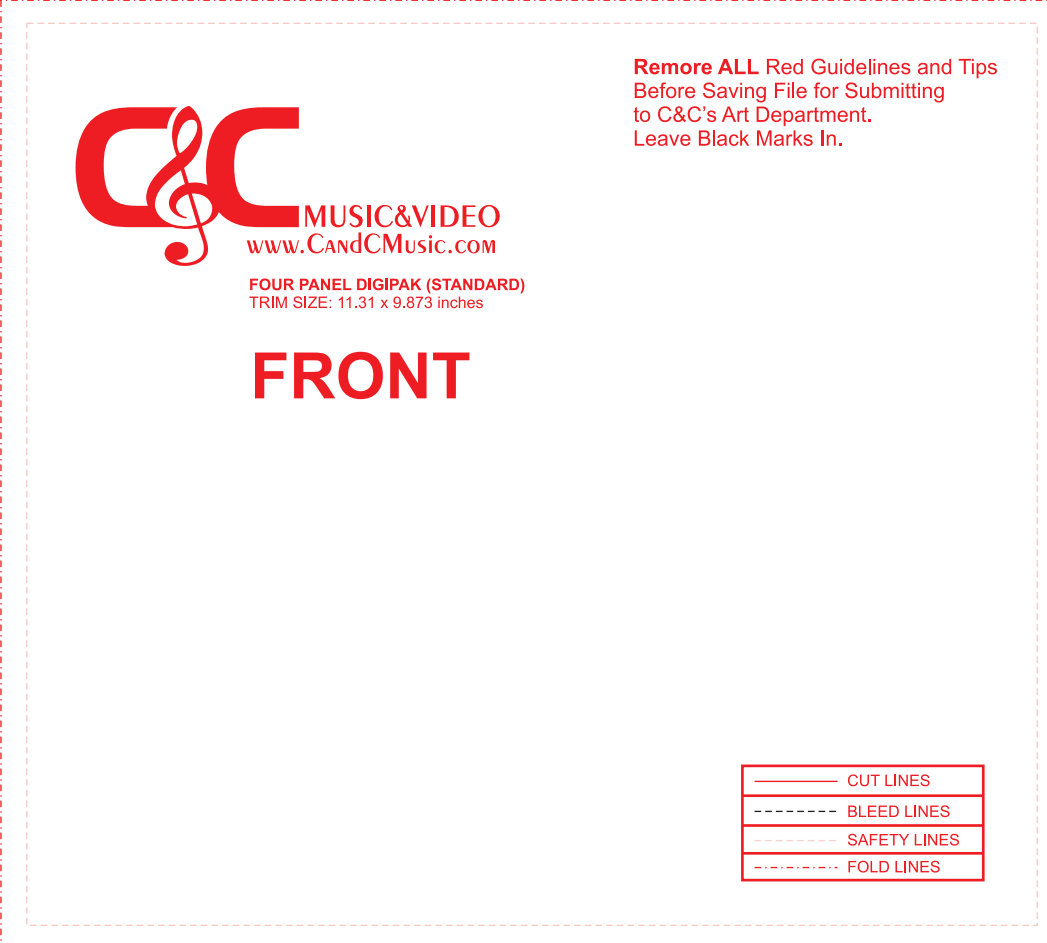 Remore ALL Red Guidelines and Tips
Before Saving File for Submitting
to C&C's Art Department.
Leave Black Marks In.
C&C
MUSIC&VIDEO
www.CandCMusic.com
FOUR PANEL DIGIPAK (STANDARD)
TRIM SIZE: 11.31 x 9.873 inches
FRONT
CUT LINES
BLEED LINES
SAFETY LINES
FOLD LINES